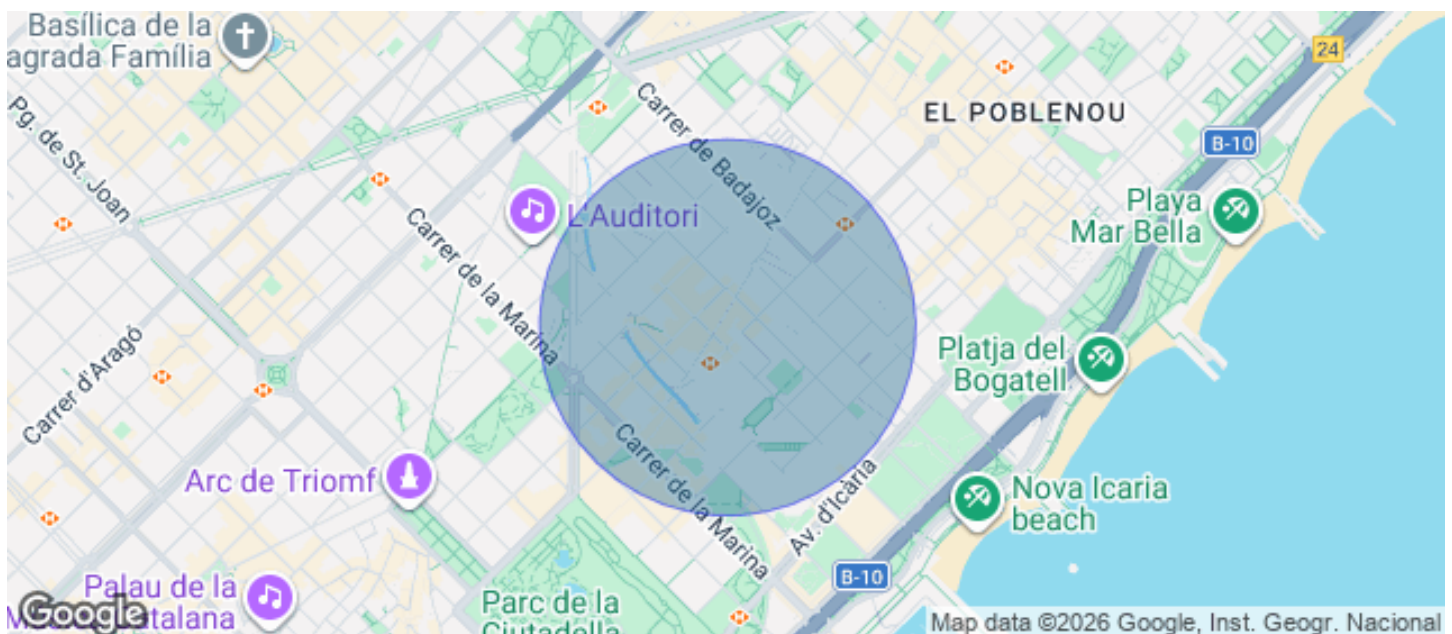 Basílica de la
agrada Família
24
Carrer de Badajoz
EL POBLENOU
B-10
Pg. de St. Joan
Playa
Mar Bella
L'Auditori
Carrer de la Marina
Carrer d'Aragó
Platja del
Bogatell
Arc de Triomf
Carrer de la Marina
Av. d'Icària
Nova Icaria
beach
B-10
Palau de la
atalana
Parc de la
Ciutadella
Google
Map data ©2026 Google, Inst. Geogr. Nacional